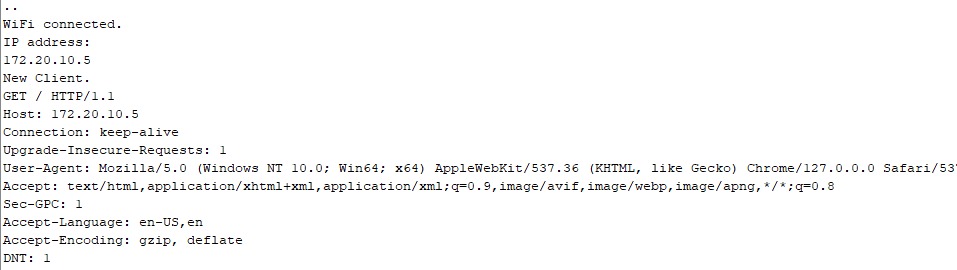 ..
WiFi connected.
IP address:
172.20.10.5
New Client.
GET / HTTP/1.1
Host: 172.20.10.5
Connection: keep-alive
Upgrade-Insecure-Requests: 1
User-Agent: Mozilla/5.0 (Windows NT 10.0; Win64; x64) AppleWebKit/537.36 (KHTML, like Gecko) Chrome/127.0.0.0 Safari/537
Accept: text/html,application/xhtml+xml,application/xml;q=0.9,image/avif,image/webp,image/apng,*/*;q=0.8
Sec-GPC: 1
Accept-Language: en-US,en
Accept-Encoding: gzip, deflate
DNT: 1